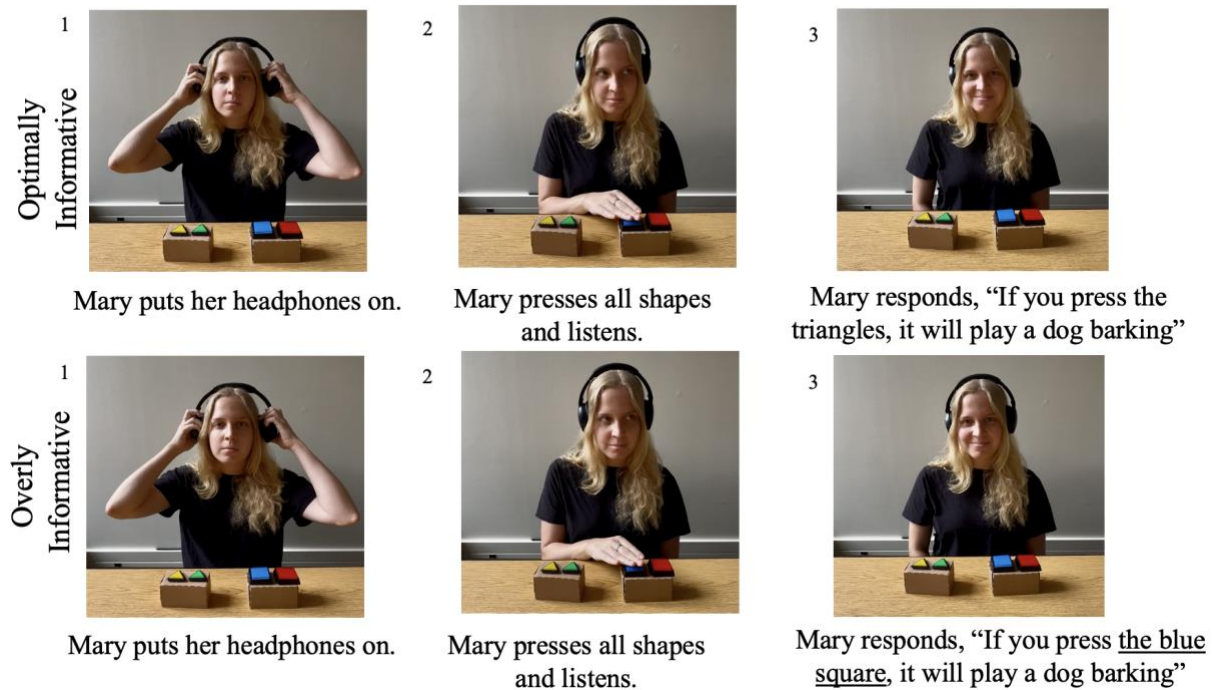 Optimally
Informative
1
2
3
Mary puts her headphones on.
Mary presses all shapes
and listens.
Mary responds, “If you press the
triangles, it will play a dog barking”
Overly
Informative
1
2
3
Mary puts her headphones on.
Mary presses all shapes
and listens.
Mary responds, “If you press the blue
square, it will play a dog barking”